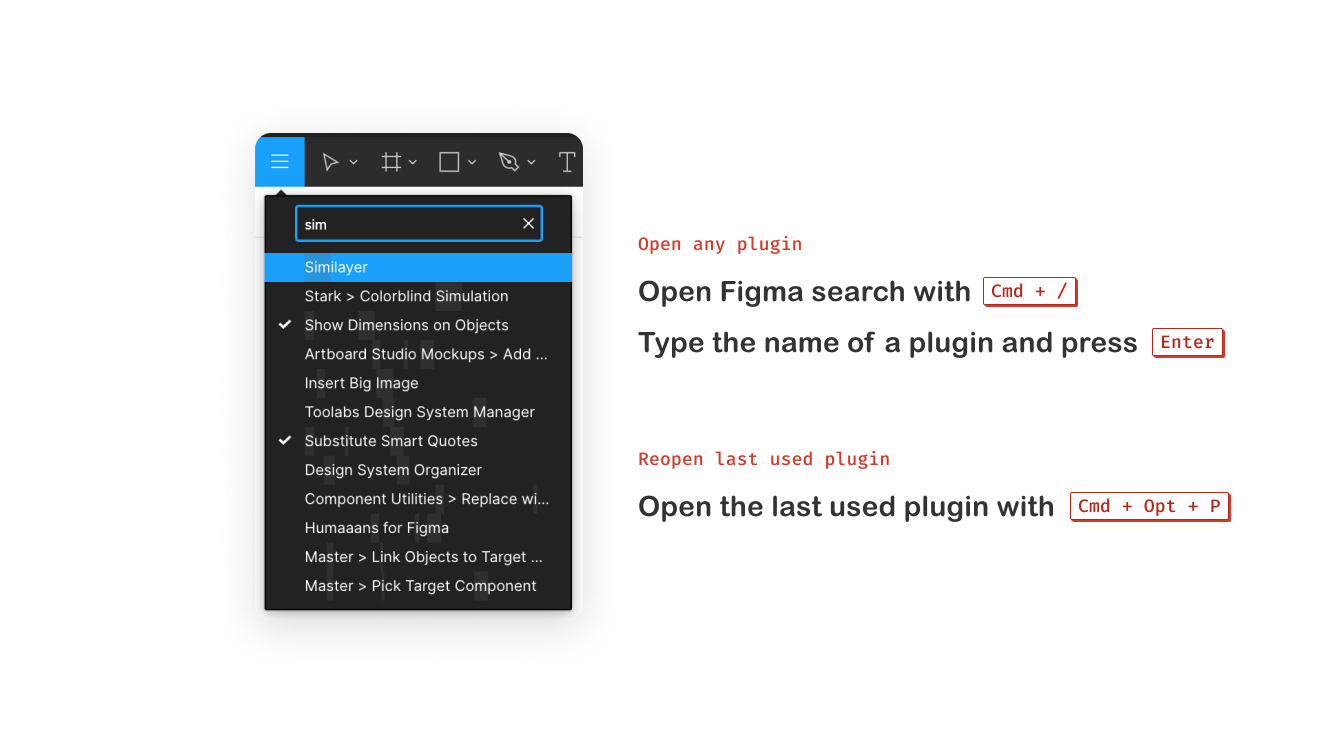 sim
Similayer
Stark > Colorblind Simulation
Show Dimensions on Objects
Artboard Studio Mockups > Add ...
Insert Big Image
Toolabs Design System Manager
Substitute Smart Quotes
Design System Organizer
Component Utilities > Replace wi...
Humaaans for Figma
Master > Link Objects to Target ...
Master > Pick Target Component
Open any plugin
Open Figma search with Cmd + /
Type the name of a plugin and press Enter
Reopen last used plugin
Open the last used plugin with Cmd + Opt + P